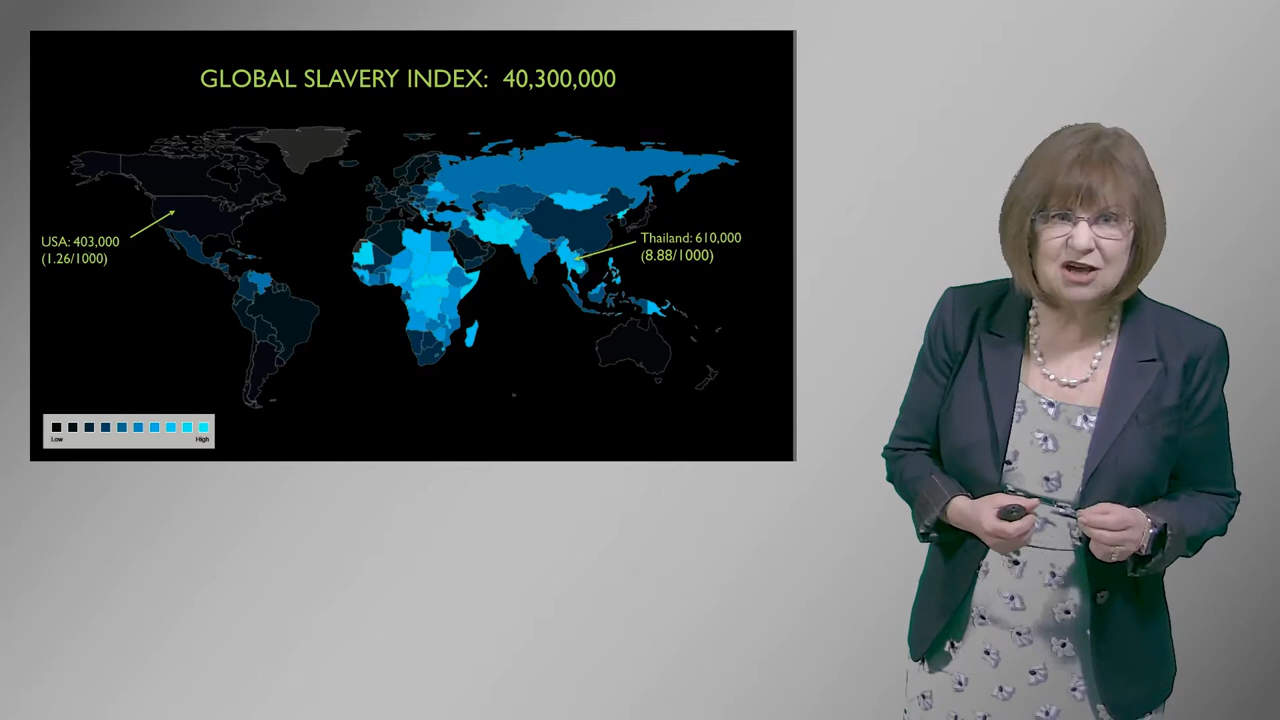 GLOBAL SLAVERY INDEX: 40,300,000
USA: 403,000
(1.26/1000)
Thailand: 610,000
(8.88/1000)
Low
High